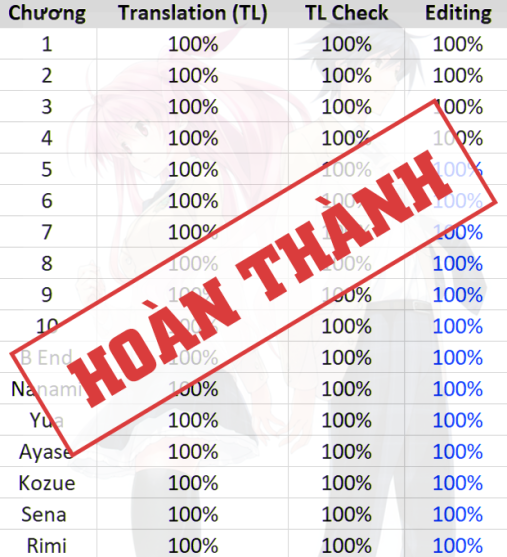 Chương Translation (TL) TL Check Editing
1 100% 100% 100%
2 100% 100% 100%
3 100% 100% 100%
4 100% 100% 100%
5 100% 100% 100%
6 100% 100% 100%
7 100% 100% 100%
8 100% 100% 100%
9 100% 100% 100%
10 100% 100% 100%
B End 100% 100% 100%
Nanami 100% 100% 100%
Yua 100% 100% 100%
Ayase 100% 100% 100%
Kozue 100% 100% 100%
Sena 100% 100% 100%
Rimi 100% 100% 100%
HOÀN THÀNH